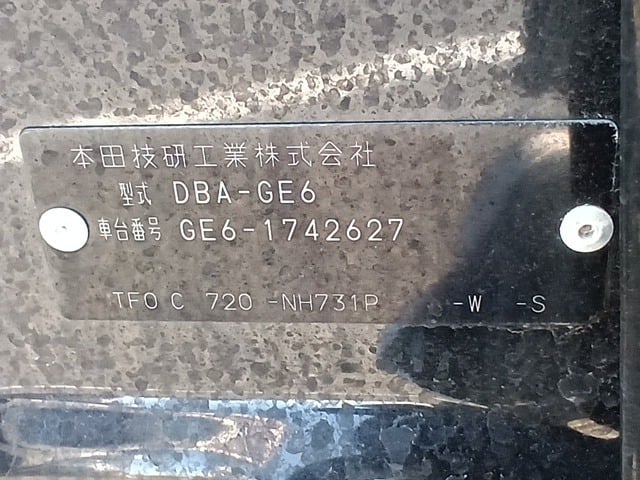 本田技研工業株式会社
型式 DBA-GE6
車台番号 GE6-1742627
TFO C 720 -NH731P -W -S